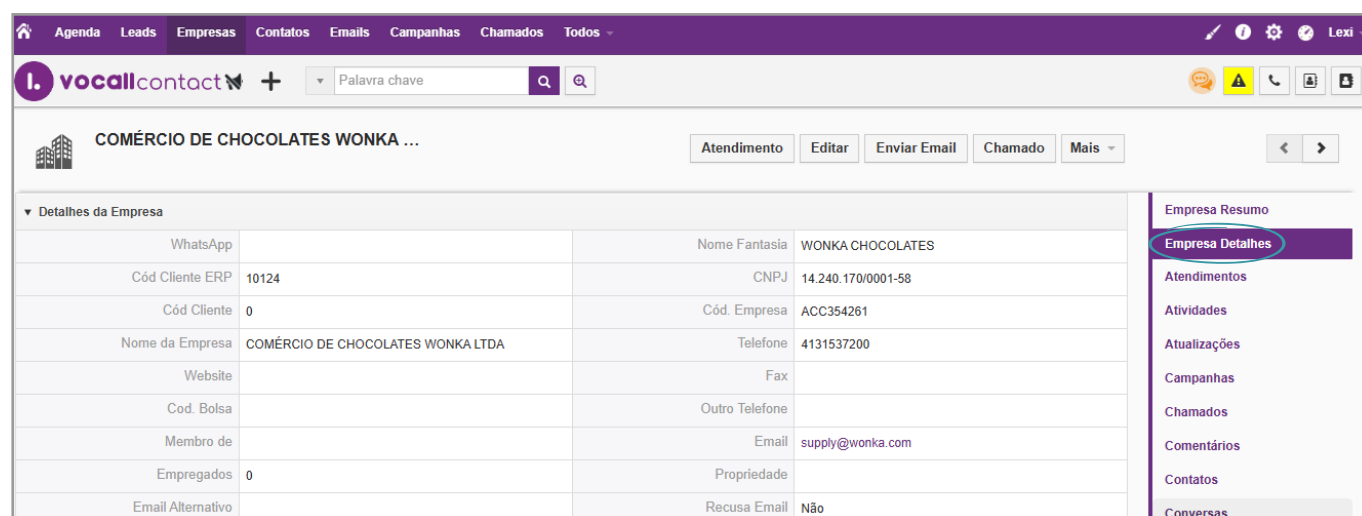 Agenda Leads Empresas Contatos Emails Campanhas Chamados Todos Lexi
l. vocallcontact Palavra chave
COMÉRCIO DE CHOCOLATES WONKA ...
Atendimento Editar Enviar Email Chamado Mais
Detalhes da Empresa
WhatsApp Nome Fantasia WONKA CHOCOLATES
Cód Cliente ERP 10124 CNPJ 14.240.170/0001-58
Cód Cliente 0 Cód. Empresa ACC354261
Nome da Empresa COMÉRCIO DE CHOCOLATES WONKA LTDA Telefone 4131537200
Website Fax
Cod. Bolsa Outro Telefone
Membro de Email supply@wonka.com
Empregados 0 Propriedade
Email Alternativo Recusa Email Não
Empresa Resumo
Empresa Detalhes
Atendimentos
Atividades
Atualizações
Campanhas
Chamados
Comentários
Contatos
Conversas